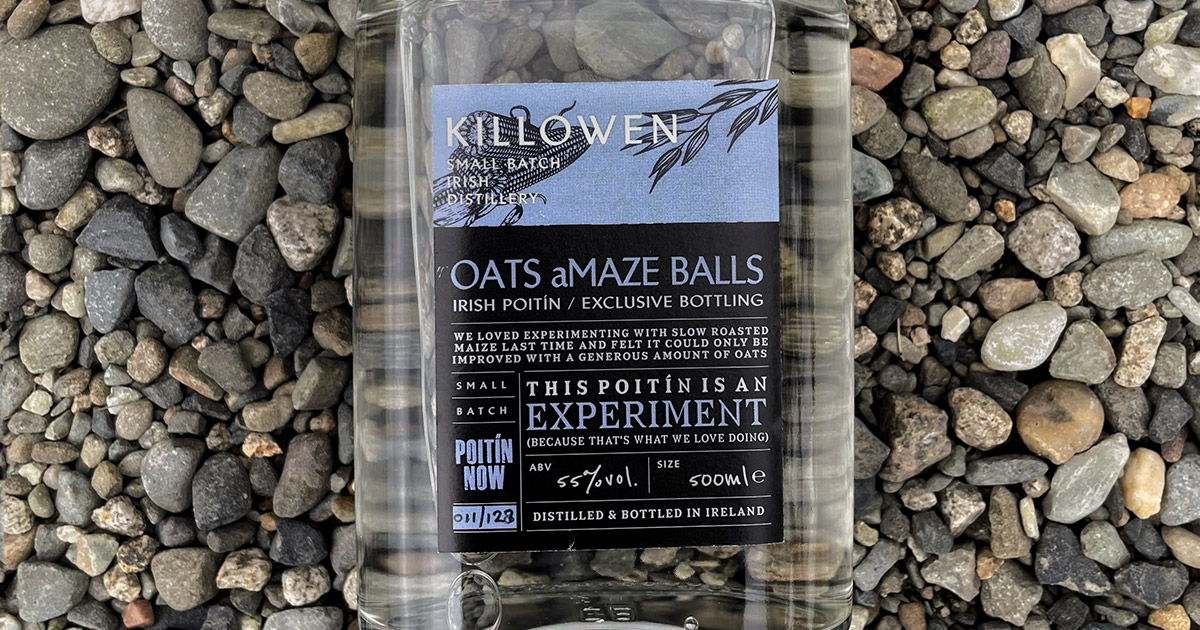 KILLOWEN
SMALL BATCH
IRISH
DISTILLERY
"OATS aMAZE BALLS
IRISH POITÍN / EXCLUSIVE BOTTLING
WE LOVED EXPERIMENTING WITH SLOW ROASTED
MAIZE LAST TIME AND FELT IT COULD ONLY BE
IMPROVED WITH A GENEROUS AMOUNT OF OATS
SMALL
BATCH
POITÍN
NOW
011/128
THIS POITÍN IS AN
EXPERIMENT
(BECAUSE THAT'S WHAT WE LOVE DOING)
ABV 55%vol.
SIZE 500ml e
DISTILLED & BOTTLED IN IRELAND